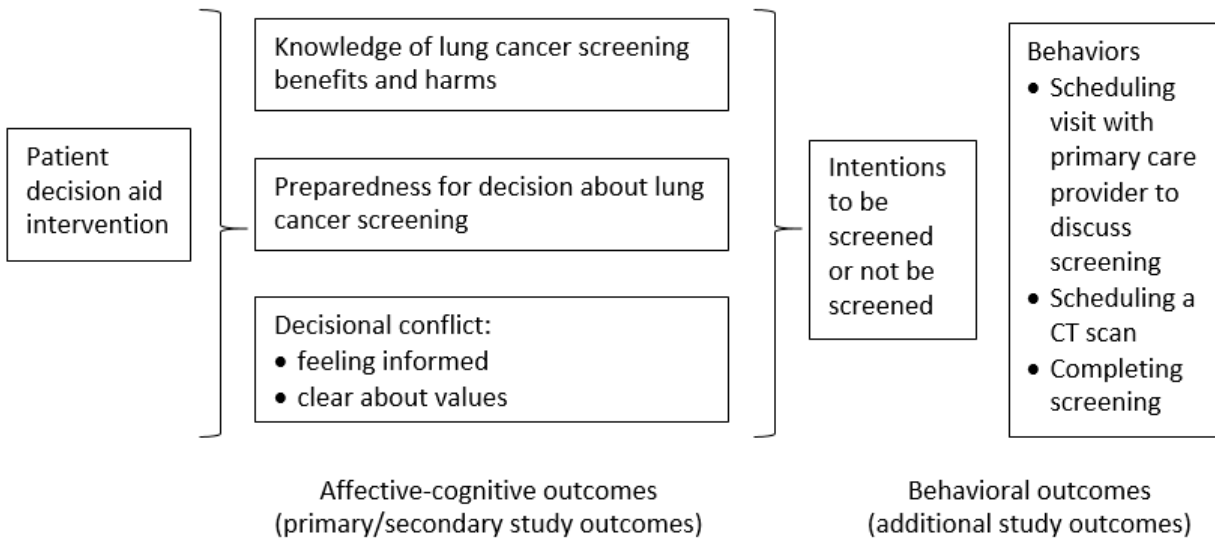 Patient
decision aid
intervention
Knowledge of lung cancer screening
benefits and harms
Preparedness for decision about lung
cancer screening
Decisional conflict:
• feeling informed
• clear about values
Intentions
to be
screened
or not be
screened
Behaviors
• Scheduling
visit with
primary care
provider to
discuss
screening
• Scheduling a
CT scan
• Completing
screening
Affective-cognitive outcomes
(primary/secondary study outcomes)
Behavioral outcomes
(additional study outcomes)